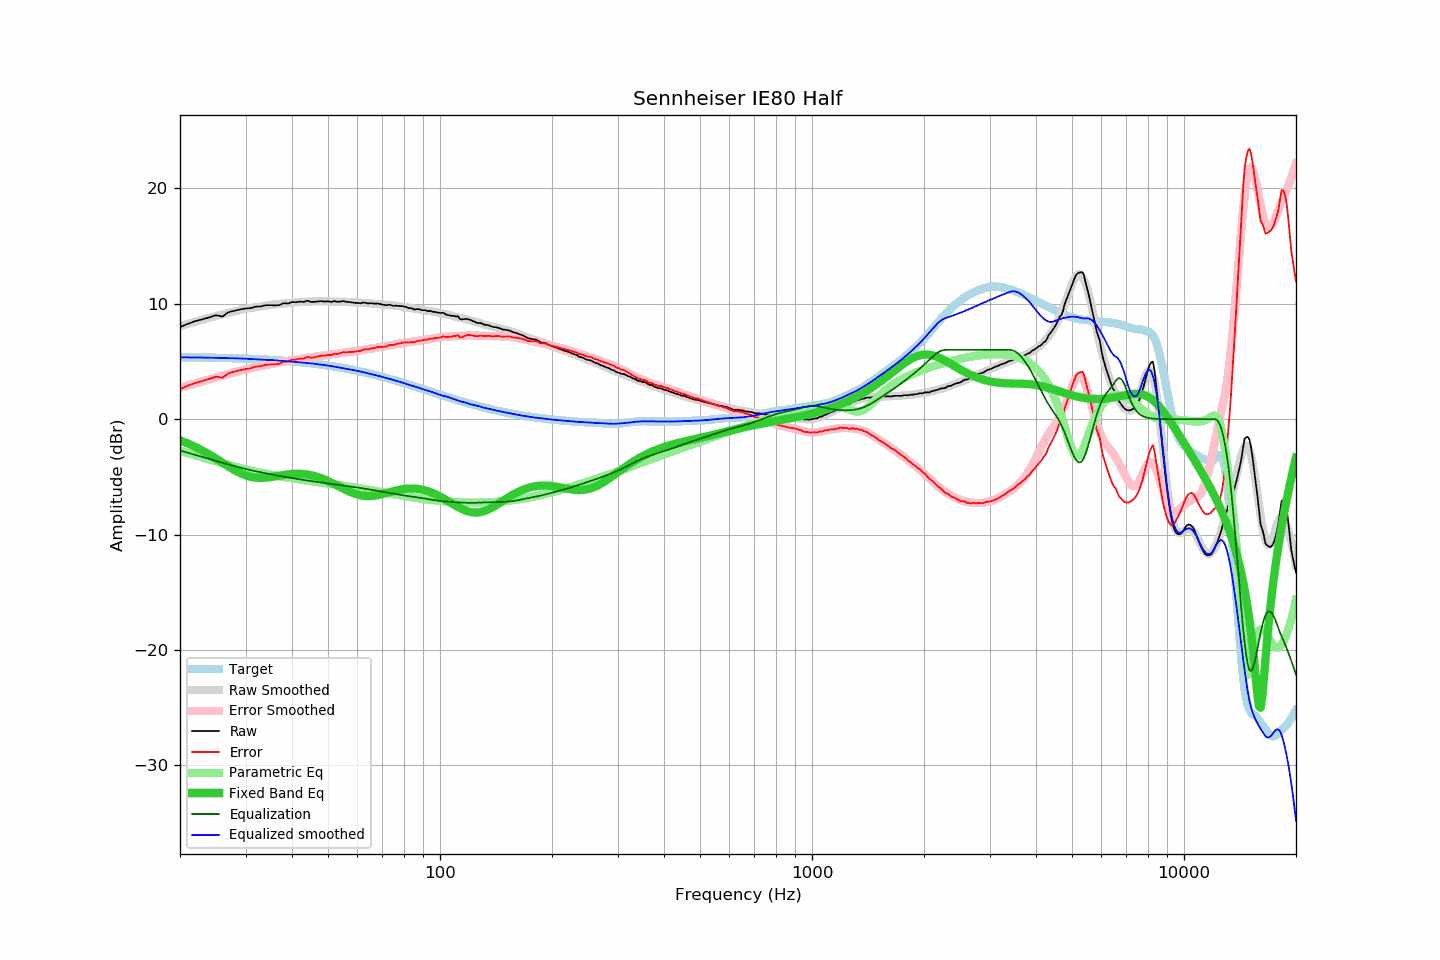 Sennheiser IE80 Half
Amplitude (dBr)
20
10
0
−10
−20
−30
Target
Raw Smoothed
Error Smoothed
Raw
Error
Parametric Eq
Fixed Band Eq
Equalization
Equalized smoothed
100
1000
10000
Frequency (Hz)